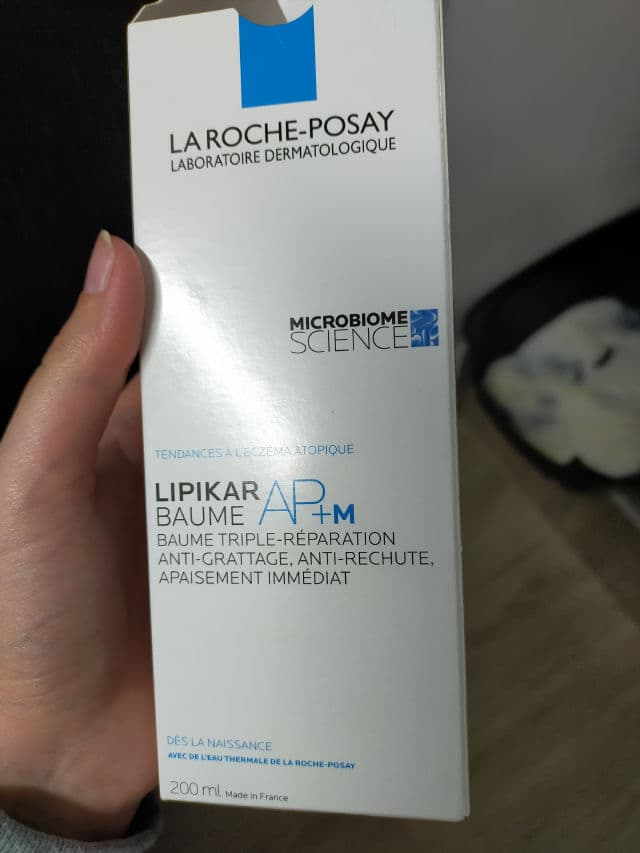 LA ROCHE-POSAY
LABORATOIRE DERMATOLOGIQUE
MICROBIOME
SCIENCE
TENDANCES À L'ECZÉMA ATOPIQUE
LIPIKAR AP+M
BAUME
BAUME TRIPLE-RÉPARATION
ANTI-GRATTAGE, ANTI-RECHUTE,
APAISEMENT IMMÉDIAT
DÈS LA NAISSANCE
AVEC DE L'EAU THERMALE DE LA ROCHE-POSAY
200 ml Made in France